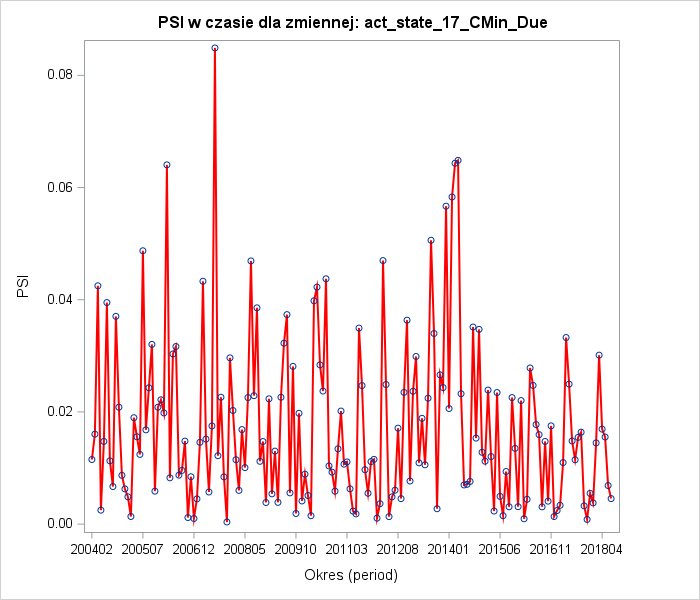 PSI w czasie dla zmiennej: act_state_17_CMin_Due
0.08
0.06
0.04
0.02
0.00
PSI
200402 200507 200612 200805 200910 201103 201208 201401 201506 201611 201804
Okres (period)